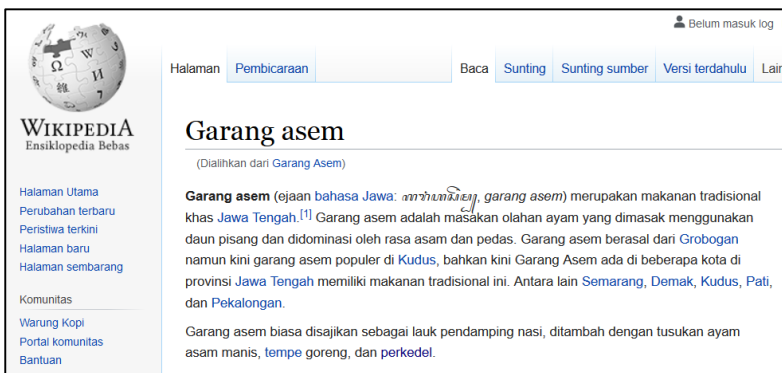 Belum masuk log
Halaman Pembicaraan Baca Sunting Sunting sumber Versi terdahulu Lain
WIKIPEDIA
Ensiklopedia Bebas
Garang asem
(Dialihkan dari Garang Asem)
Halaman Utama
Perubahan terbaru
Peristiwa terkini
Halaman baru
Halaman sembarang
Komunitas
Warung Kopi
Portal komunitas
Bantuan
Garang asem (ejaan bahasa Jawa: , garang asem) merupakan makanan tradisional
khas Jawa Tengah.[1] Garang asem adalah masakan olahan ayam yang dimasak menggunakan
daun pisang dan didominasi oleh rasa asam dan pedas. Garang asem berasal dari Grobogan
namun kini garang asem populer di Kudus, bahkan kini Garang Asem ada di beberapa kota di
provinsi Jawa Tengah memiliki makanan tradisional ini. Antara lain Semarang, Demak, Kudus, Pati,
dan Pekalongan.
Garang asem biasa disajikan sebagai lauk pendamping nasi, ditambah dengan tusukan ayam
asam manis, tempe goreng, dan perkedel.